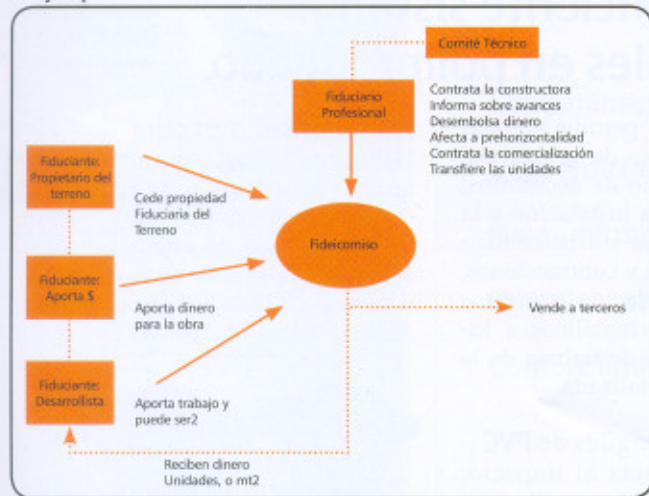 Comité Técnico
Fiduciario
Profesional
Contrata la constructora
Informa sobre avances
Desembolsa dinero
Afecta a prehorizontalidad
Contrata la comercialización
Transfiere las unidades
Fiduciante:
Propietario del
terreno
Cede propiedad
Fiduciaria del
Terreno
Fideicomiso
Fiduciante:
Aporta $
Aporta dinero
para la obra
Vende a terceros
Fiduciante:
Desarrollista
Aporta trabajo y
puede ser2
Reciben dinero
Unidades, o mt2